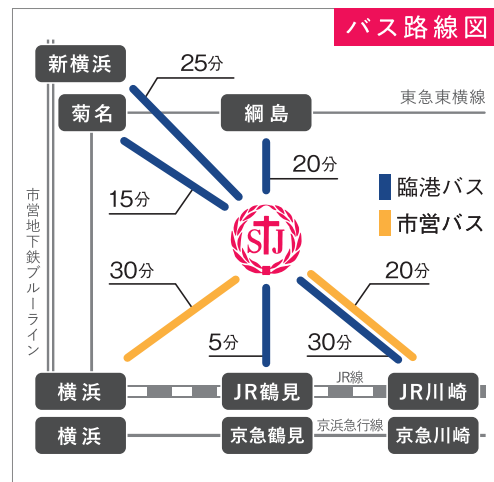 バス路線図
新横浜
25分
菊名
綱島
東急東横線
20分
臨港バス
15分
市営バス
市営地下鉄ブルーライン
SJ
30分
20分
5分
30分
JR線
横浜
JR鶴見
JR川崎
京浜急行線
横浜
京急鶴見
京急川崎